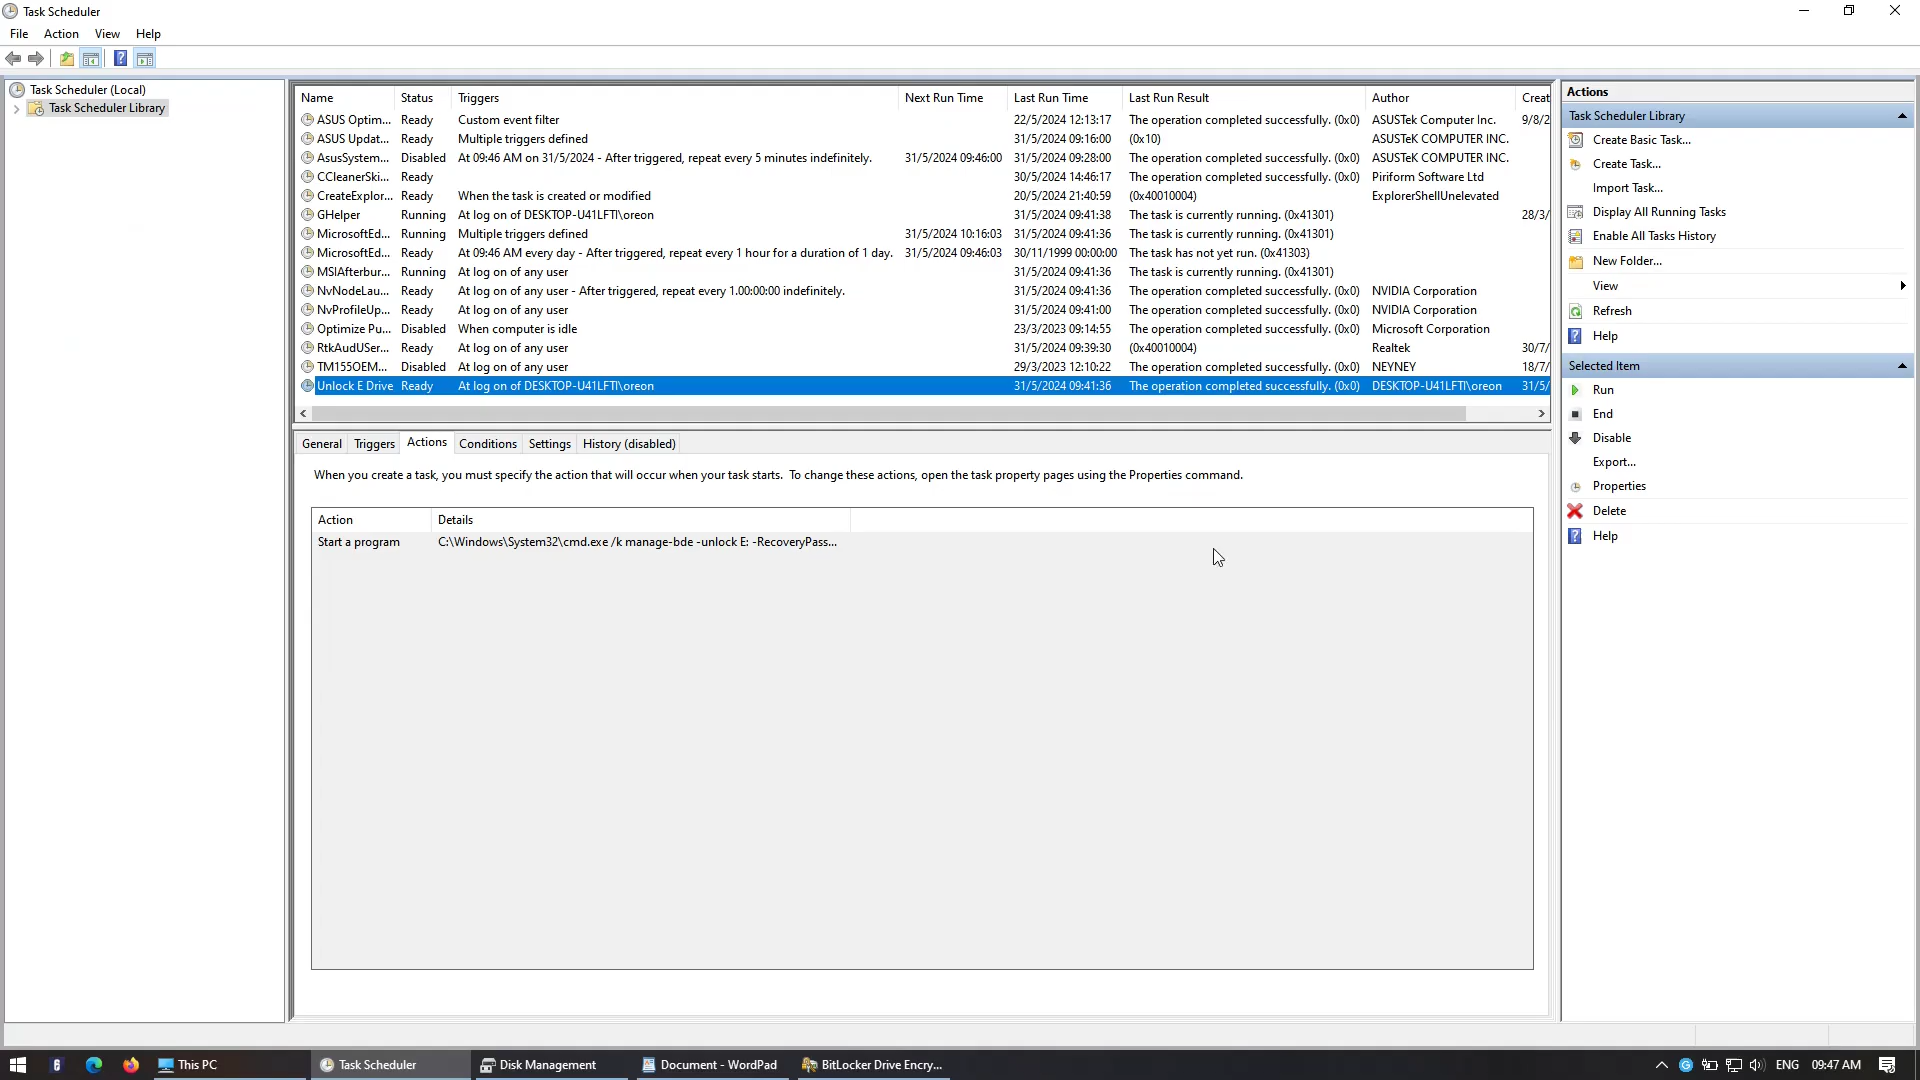 Task Scheduler
File Action View Help
Task Scheduler (Local)
Task Scheduler Library
Name Status Triggers Next Run Time Last Run Time Last Run Result Author Creat
ASUS Optim... Ready Custom event filter 22/5/2024 12:13:17 The operation completed successfully. (0x0) ASUSTek Computer Inc. 9/8/2
ASUS Updat... Ready Multiple triggers defined 31/5/2024 09:16:00 (0x10) ASUSTeK COMPUTER INC.
AsusSystem... Disabled At 09:46 AM on 31/5/2024 - After triggered, repeat every 5 minutes indefinitely. 31/5/2024 09:46:00 31/5/2024 09:28:00 The operation completed successfully. (0x0) ASUSTeK COMPUTER INC.
CCleanerSki... Ready 30/5/2024 14:46:17 The operation completed successfully. (0x0) Piriform Software Ltd
CreateExplor... Ready When the task is created or modified 20/5/2024 21:40:59 (0x40010004) ExplorerShellUnelevated
GHelper Running At log on of DESKTOP-U41LFTI\oreon 31/5/2024 09:41:38 The task is currently running. (0x41301) 28/3/
MicrosoftEd... Running Multiple triggers defined 31/5/2024 10:16:03 31/5/2024 09:41:36 The task is currently running. (0x41301)
MicrosoftEd... Ready At 09:46 AM every day - After triggered, repeat every 1 hour for a duration of 1 day. 31/5/2024 09:46:03 30/11/1999 00:00:00 The task has not yet run. (0x41303)
MSIAfterbur... Running At log on of any user 31/5/2024 09:41:36 The task is currently running. (0x41301)
NvNodeLau... Ready At log on of any user - After triggered, repeat every 1.00:00:00 indefinitely. 31/5/2024 09:41:36 The operation completed successfully. (0x0) NVIDIA Corporation
NvProfileUp... Ready At log on of any user 31/5/2024 09:41:00 The operation completed successfully. (0x0) NVIDIA Corporation
Optimize Pu... Disabled When computer is idle 23/3/2023 09:14:55 The operation completed successfully. (0x0) Microsoft Corporation
RtkAudUSer... Ready At log on of any user 31/5/2024 09:39:30 (0x40010004) Realtek 30/7/
TM155OEM... Disabled At log on of any user 29/3/2023 12:10:22 The operation completed successfully. (0x0) NEYNEY 18/7/
Unlock E Drive Ready At log on of DESKTOP-U41LFTI\oreon 31/5/2024 09:41:36 The operation completed successfully. (0x0) DESKTOP-U41LFTI\oreon 31/5/
General Triggers Actions Conditions Settings History (disabled)
When you create a task, you must specify the action that will occur when your task starts. To change these actions, open the task property pages using the Properties command.
Action Details
Start a program C:\Windows\System32\cmd.exe /k manage-bde -unlock E: -RecoveryPass...
Actions
Task Scheduler Library
Create Basic Task...
Create Task...
Import Task...
Display All Running Tasks
Enable All Tasks History
New Folder...
View
Refresh
Help
Selected Item
Run
End
Disable
Export...
Properties
Delete
Help
This PC Task Scheduler Disk Management Document - WordPad BitLocker Drive Encry... ENG 09:47 AM